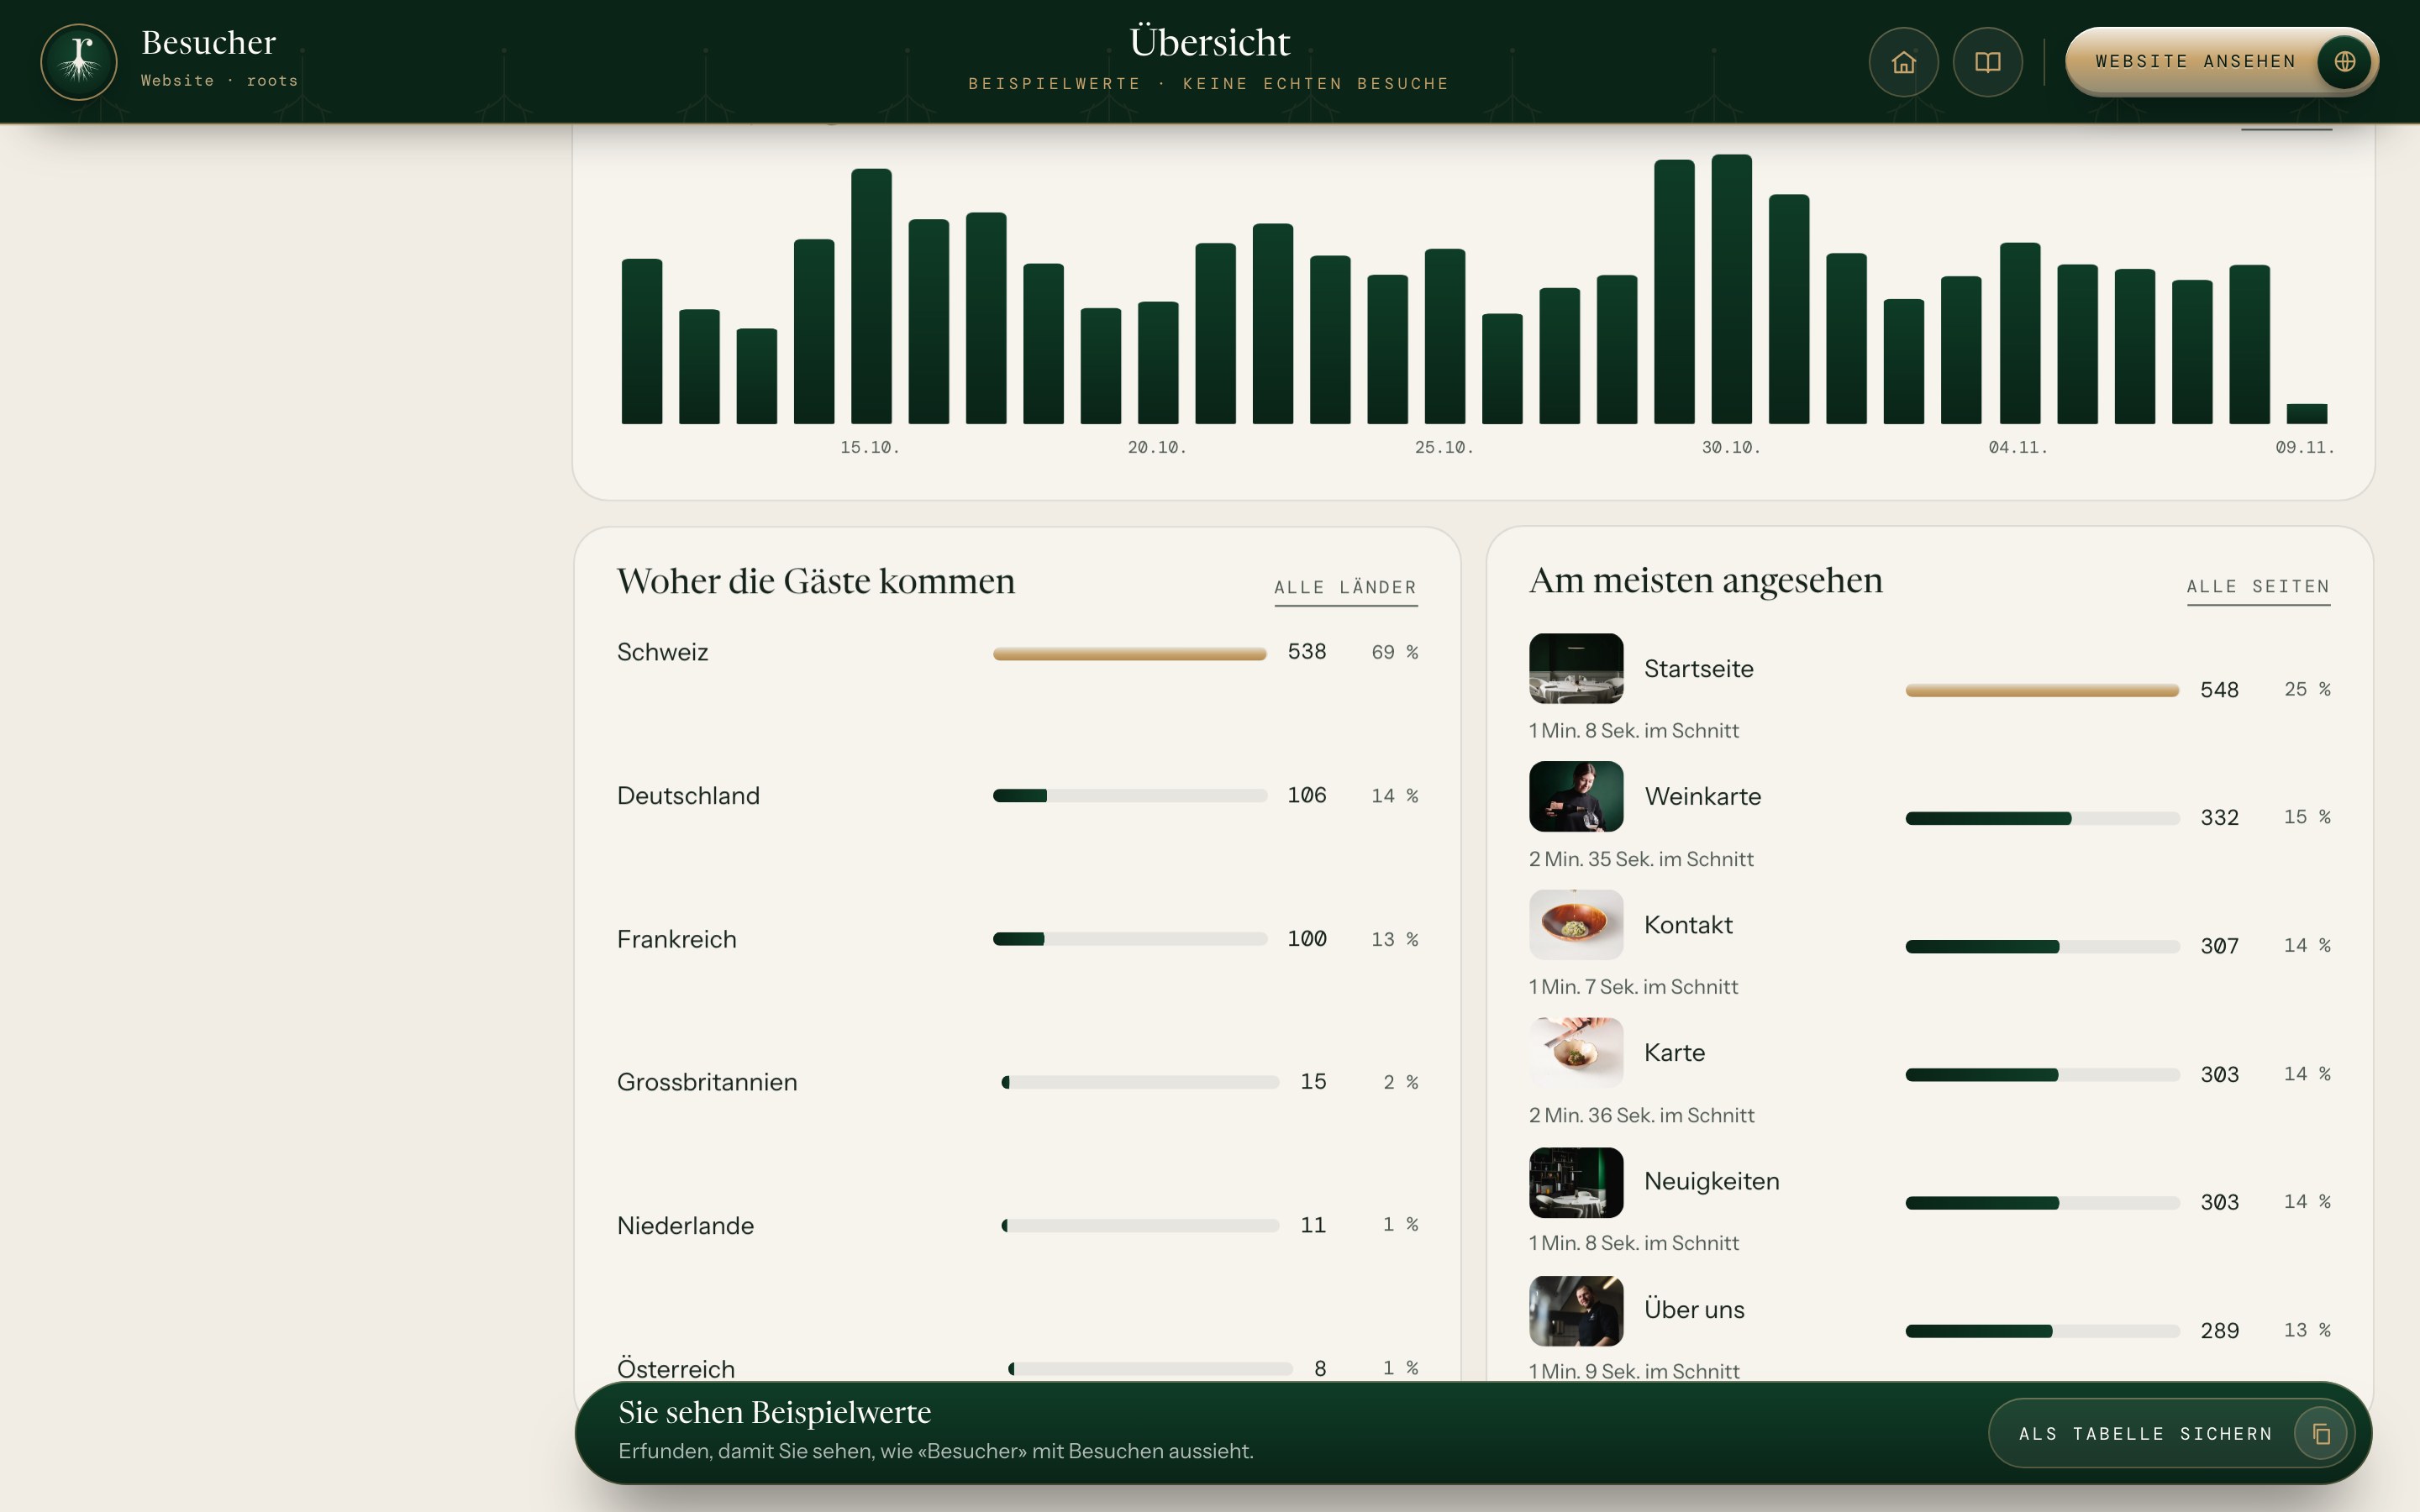 r
Besucher
Website · roots
Übersicht
BEISPIELWERTE · KEINE ECHTEN BESUCHE
WEBSITE ANSEHEN
15.10. 20.10. 25.10. 30.10. 04.11. 09.11.
Woher die Gäste kommen
ALLE LÄNDER
Schweiz 538 69 %
Deutschland 106 14 %
Frankreich 100 13 %
Grossbritannien 15 2 %
Niederlande 11 1 %
Österreich 8 1 %
Am meisten angesehen
ALLE SEITEN
Startseite 548 25 %
1 Min. 8 Sek. im Schnitt
Weinkarte 332 15 %
2 Min. 35 Sek. im Schnitt
Kontakt 307 14 %
1 Min. 7 Sek. im Schnitt
Karte 303 14 %
2 Min. 36 Sek. im Schnitt
Neuigkeiten 303 14 %
1 Min. 8 Sek. im Schnitt
Über uns 289 13 %
1 Min. 9 Sek. im Schnitt
Sie sehen Beispielwerte
Erfunden, damit Sie sehen, wie «Besucher» mit Besuchen aussieht.
ALS TABELLE SICHERN